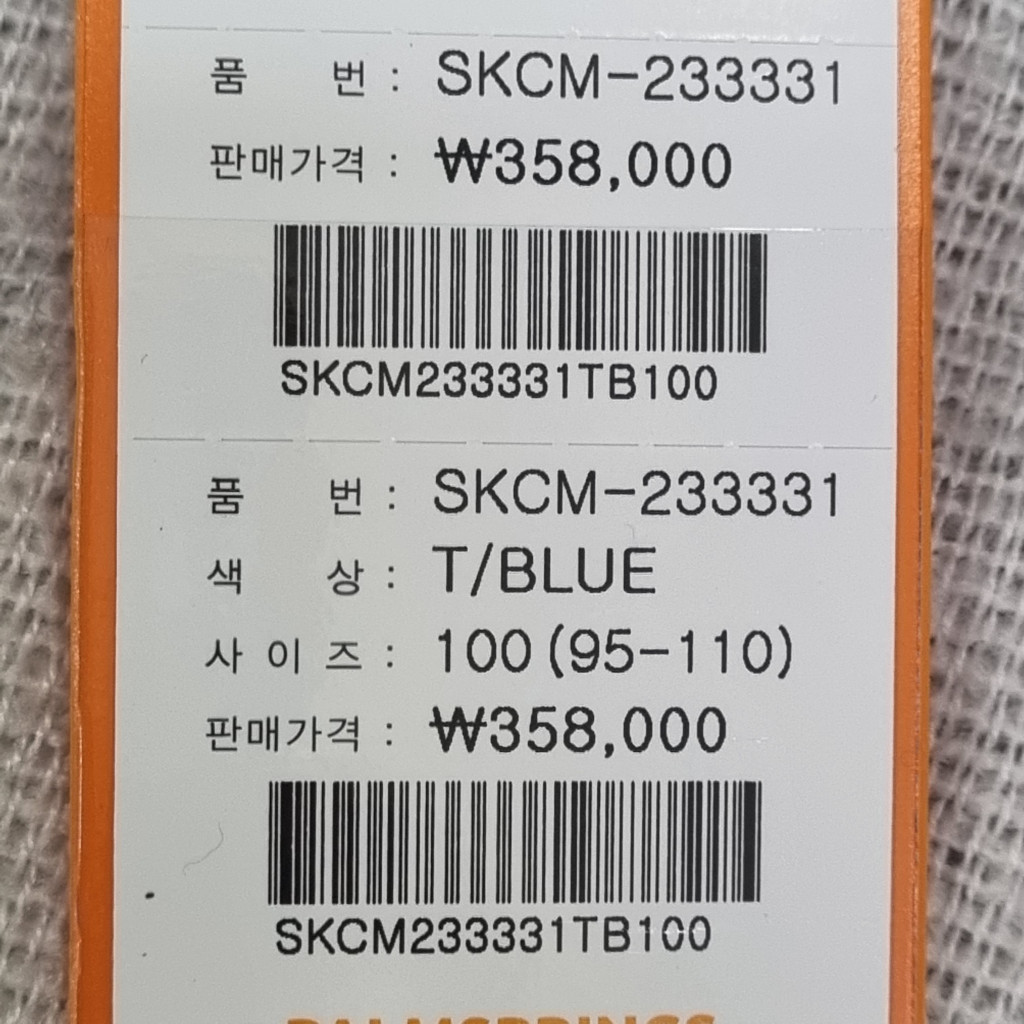 품 번 : SKCM-233331
판매가격 : ₩358,000
SKCM233331TB100
품 번 : SKCM-233331
색 상 : T/BLUE
사 이 즈 : 100(95-110)
판매가격 : ₩358,000
SKCM233331TB100
PALMSPRINGS